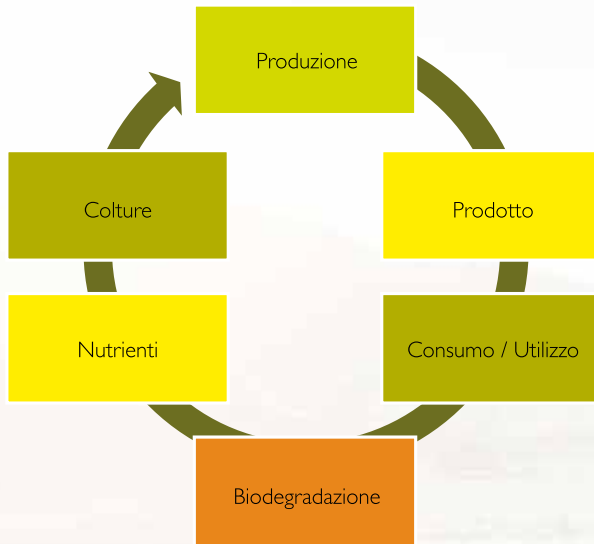 Produzione
Prodotto
Consumo / Utilizzo
Biodegradazione
Nutrienti
Colture